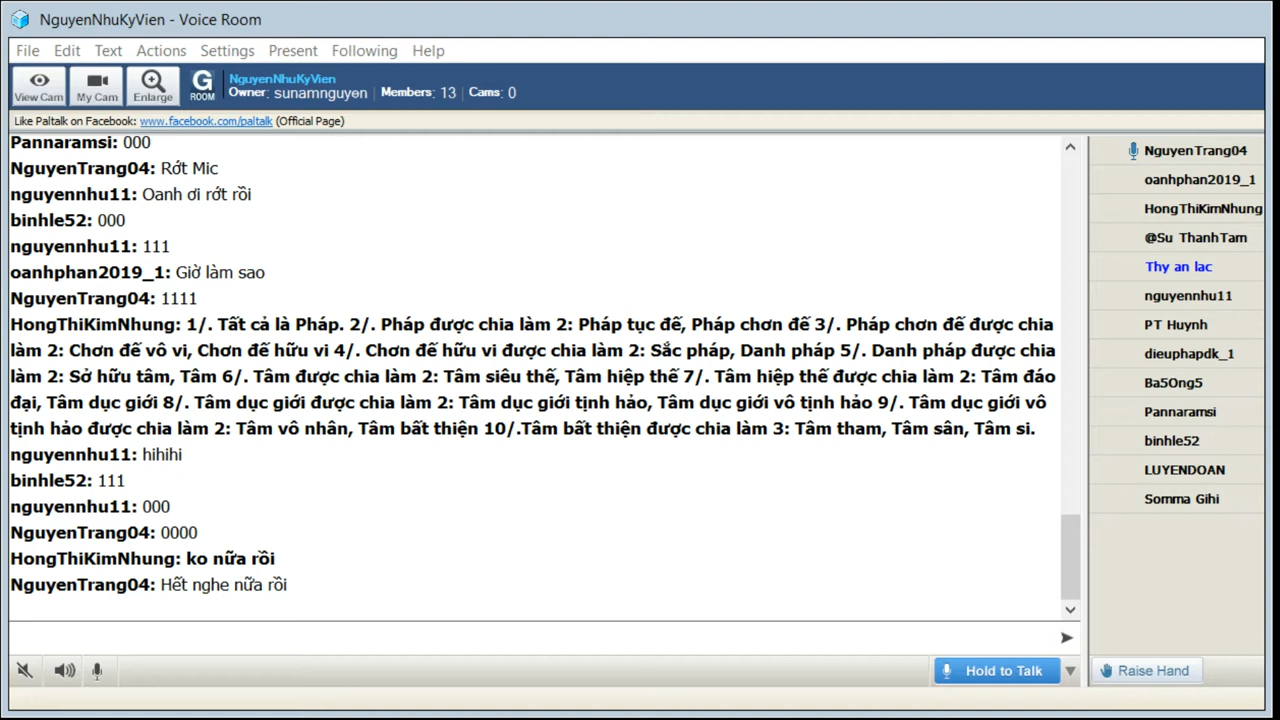 NguyenNhuKyVien - Voice Room
File Edit Text Actions Settings Present Following Help
View Cam My Cam Enlarge G ROOM
NguyenNhuKyVien
Owner: sunamnguyen | Members: 13 | Cams: 0
Like Paltalk on Facebook: www.facebook.com/paltalk (Official Page)
Pannaramsi: 000
NguyenTrang04: Rớt Mic
nguyennhu11: Oanh ơi rớt rồi
binhle52: 000
nguyennhu11: 111
oanhphan2019_1: Giờ làm sao
NguyenTrang04: 1111
HongThiKimNhung: 1/. Tất cả là Pháp. 2/. Pháp được chia làm 2: Pháp tục đế, Pháp chơn đế 3/. Pháp chơn đế được chia
làm 2: Chơn đế vô vi, Chơn đế hữu vi 4/. Chơn đế hữu vi được chia làm 2: Sắc pháp, Danh pháp 5/. Danh pháp được chia
làm 2: Sở hữu tâm, Tâm 6/. Tâm được chia làm 2: Tâm siêu thế, Tâm hiệp thế 7/. Tâm hiệp thế được chia làm 2: Tâm đáo
đại, Tâm dục giới 8/. Tâm dục giới được chia làm 2: Tâm dục giới tịnh hảo, Tâm dục giới vô tịnh hảo 9/. Tâm dục giới vô
tịnh hảo được chia làm 2: Tâm vô nhân, Tâm bất thiện 10/.Tâm bất thiện được chia làm 3: Tâm tham, Tâm sân, Tâm si.
nguyennhu11: hihihi
binhle52: 111
nguyennhu11: 000
NguyenTrang04: 0000
HongThiKimNhung: ko nữa rồi
NguyenTrang04: Hết nghe nữa rồi
NguyenTrang04
oanhphan2019_1
HongThiKimNhung
@Su ThanhTam
Thy an lac
nguyennhu11
PT Huynh
dieuphapdk_1
Ba5Ong5
Pannaramsi
binhle52
LUYENDOAN
Somma Gihi
Hold to Talk
Raise Hand